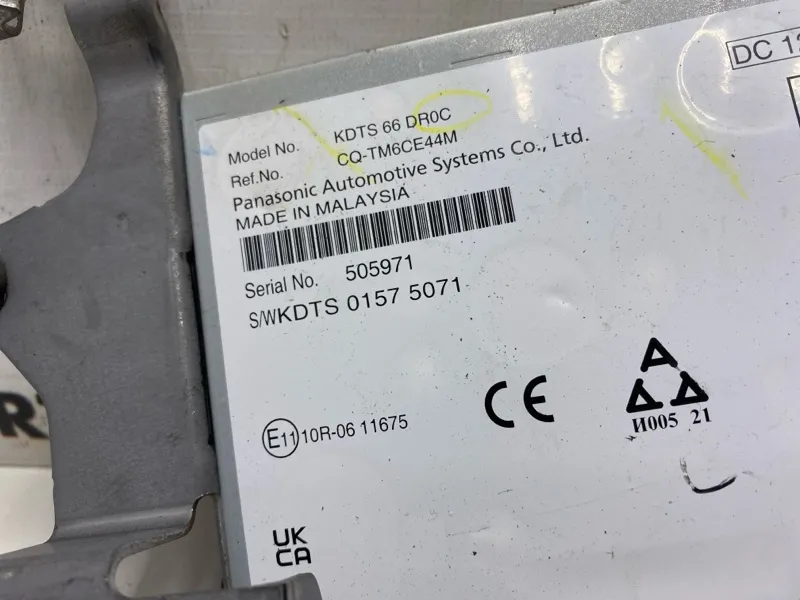 DC 12
Model No. KDTS 66 DR0C
Ref.No. CQ-TM6CE44M
Panasonic Automotive Systems Co., Ltd.
MADE IN MALAYSIA
Serial No. 505971
S/WKDTS 0157 5071
CE
И005 21
E11 10R-06 11675
UK
CA